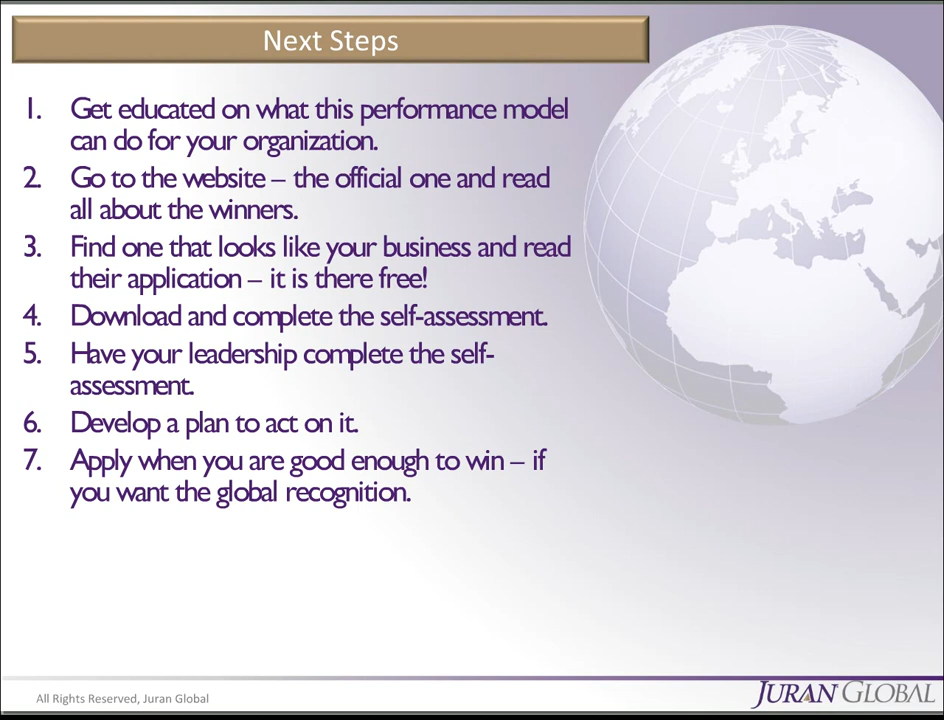 Next Steps
1. Get educated on what this performance model
can do for your organization.
2. Go to the website – the official one and read
all about the winners.
3. Find one that looks like your business and read
their application – it is there free!
4. Download and complete the self-assessment.
5. Have your leadership complete the self-
assessment.
6. Develop a plan to act on it.
7. Apply when you are good enough to win – if
you want the global recognition.
All Rights Reserved, Juran Global
JURAN GLOBAL